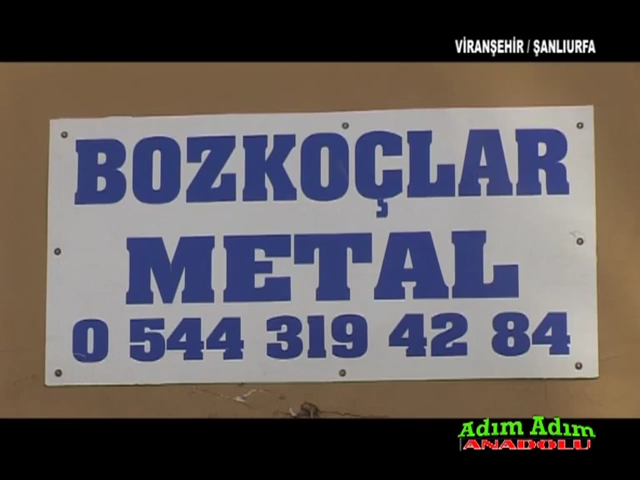 VİRANŞEHİR / ŞANLIURFA
BOZKOÇLAR
METAL
0 544 319 42 84
Adım Adım
ANADOLU